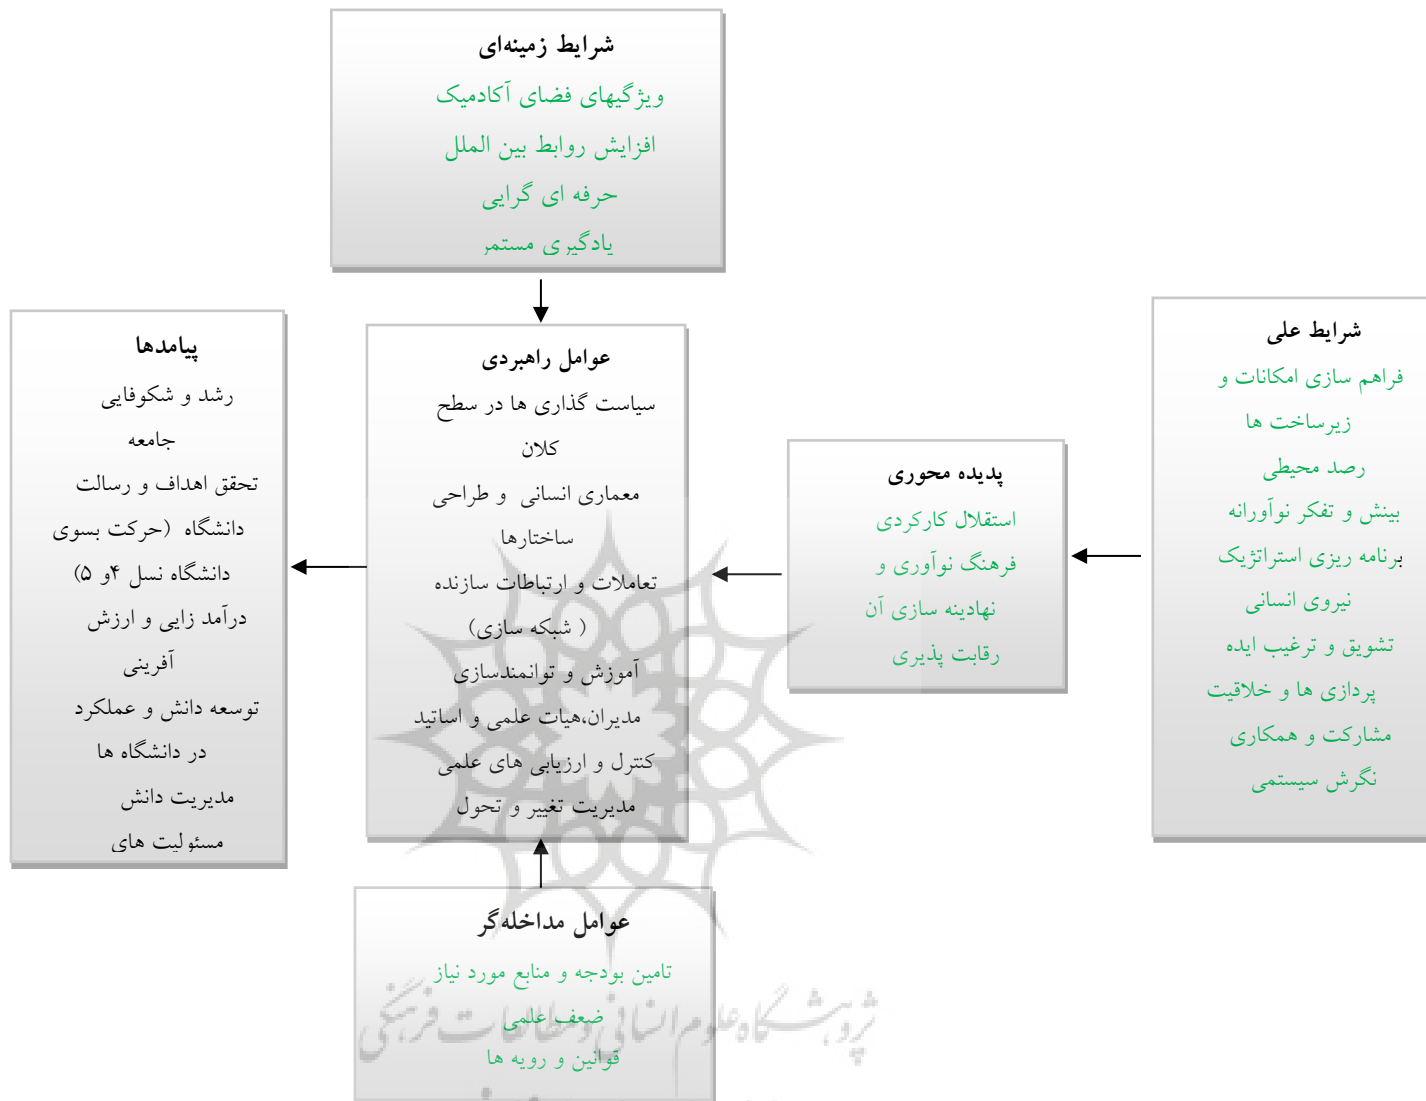 شرایط زمینه‌ای
ویژگیهای فضای آکادمیک
افزایش روابط بین الملل
حرفه ای گرایی
یادگیری مستمر
شرایط علی
فراهم سازی امکانات و
زیرساخت ها
رصد محیطی
بینش و تفکر نوآورانه
برنامه ریزی استراتژیک
نیروی انسانی
تشویق و ترغیب ایده
پردازی ها و خلاقیت
مشارکت و همکاری
نگرش سیستمی
پدیده محوری
استقلال کارکردی
فرهنگ نوآوری و
نهادینه سازی آن
رقابت پذیری
عوامل راهبردی
سیاست گذاری ها در سطح
کلان
معماری انسانی و طراحی
ساختارها
تعاملات و ارتباطات سازنده
( شبکه سازی)
آموزش و توانمندسازی
مدیران،هیات علمی و اساتید
کنترل و ارزیابی های علمی
مدیریت تغییر و تحول
پیامدها
رشد و شکوفایی
جامعه
تحقق اهداف و رسالت
دانشگاه (حرکت بسوی
دانشگاه نسل ۴و ۵)
درآمد زایی و ارزش
آفرینی
توسعه دانش و عملکرد
در دانشگاه ها
مدیریت دانش
مسئولیت های
عوامل مداخله‌گر
تامین بودجه و منابع مورد نیاز
ضعف علمی
قوانین و رویه ها
پژوهشگاه علوم انسانی و مطالعات فرهنگی